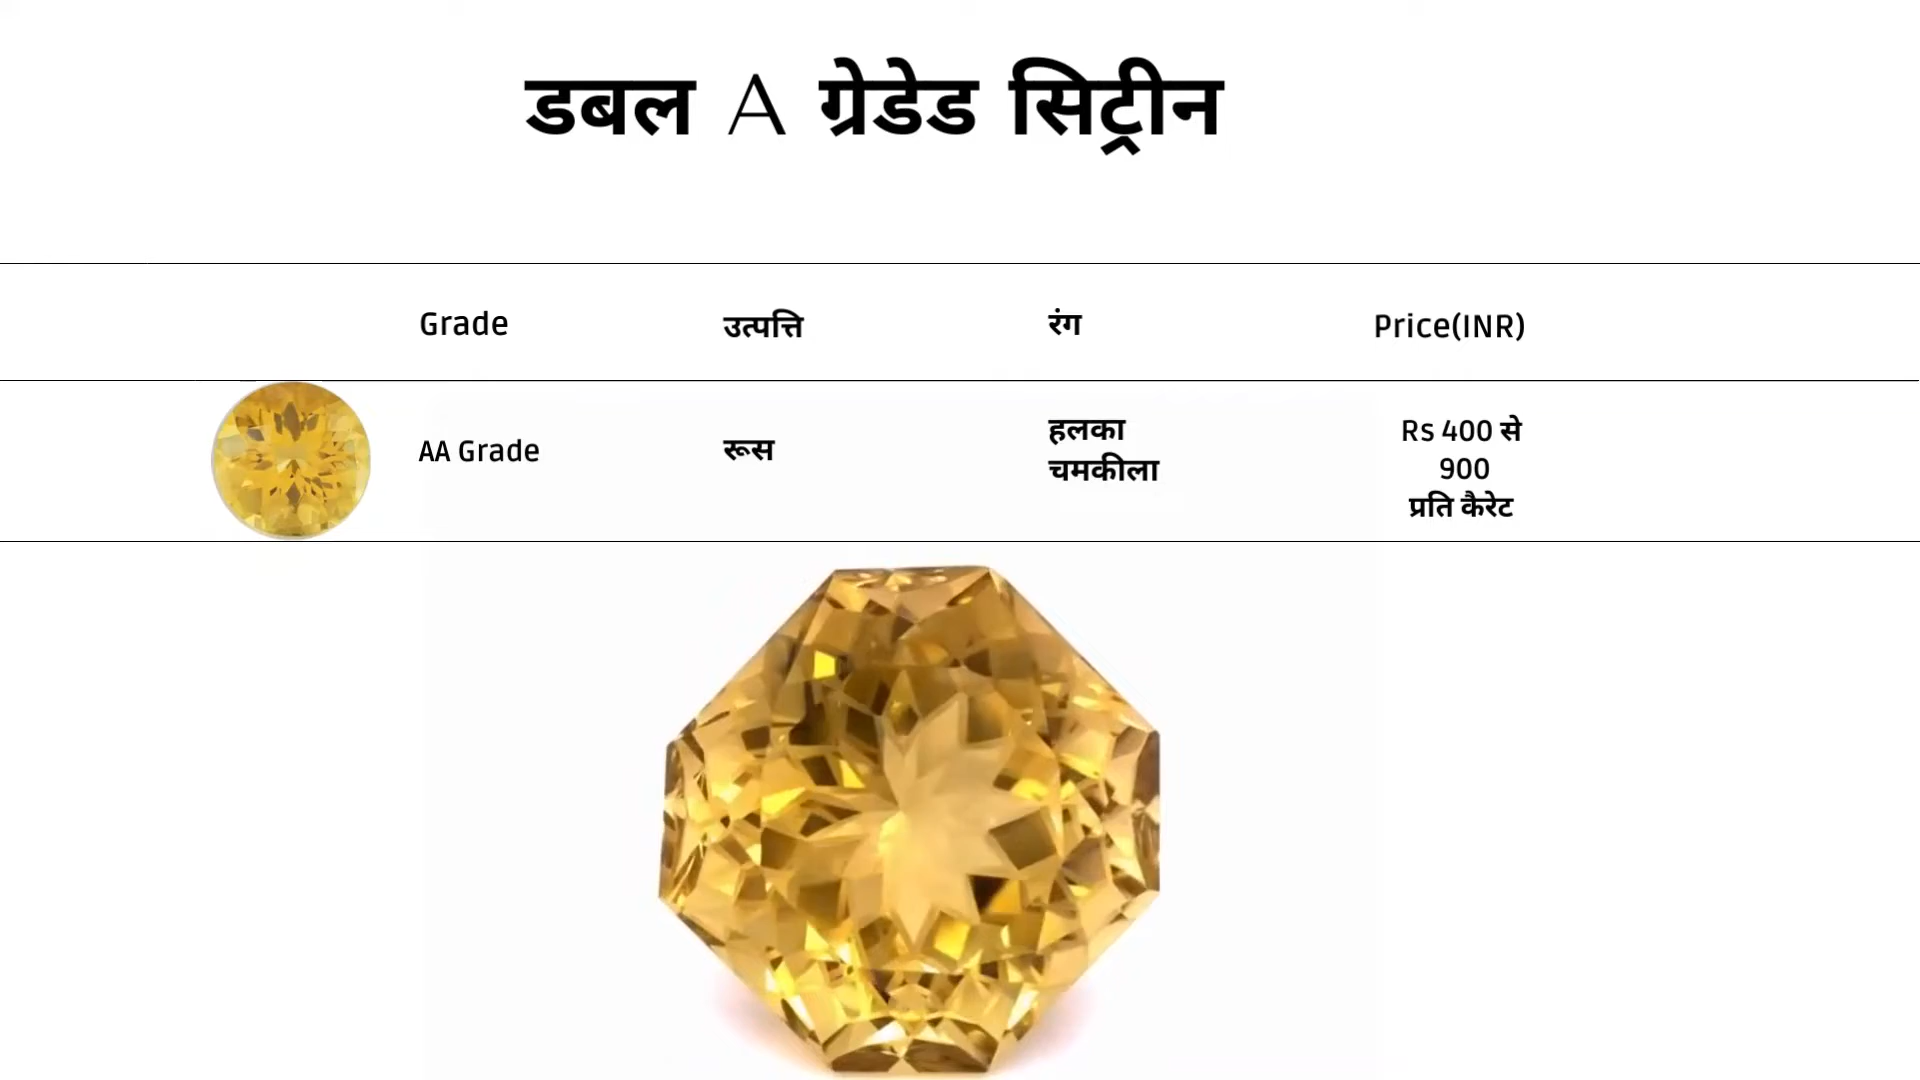 डबल A ग्रेडेड सिट्रीन
Grade उत्पत्ति रंग Price(INR)
AA Grade रूस हलका चमकीला Rs 400 से 900 प्रति कैरेट